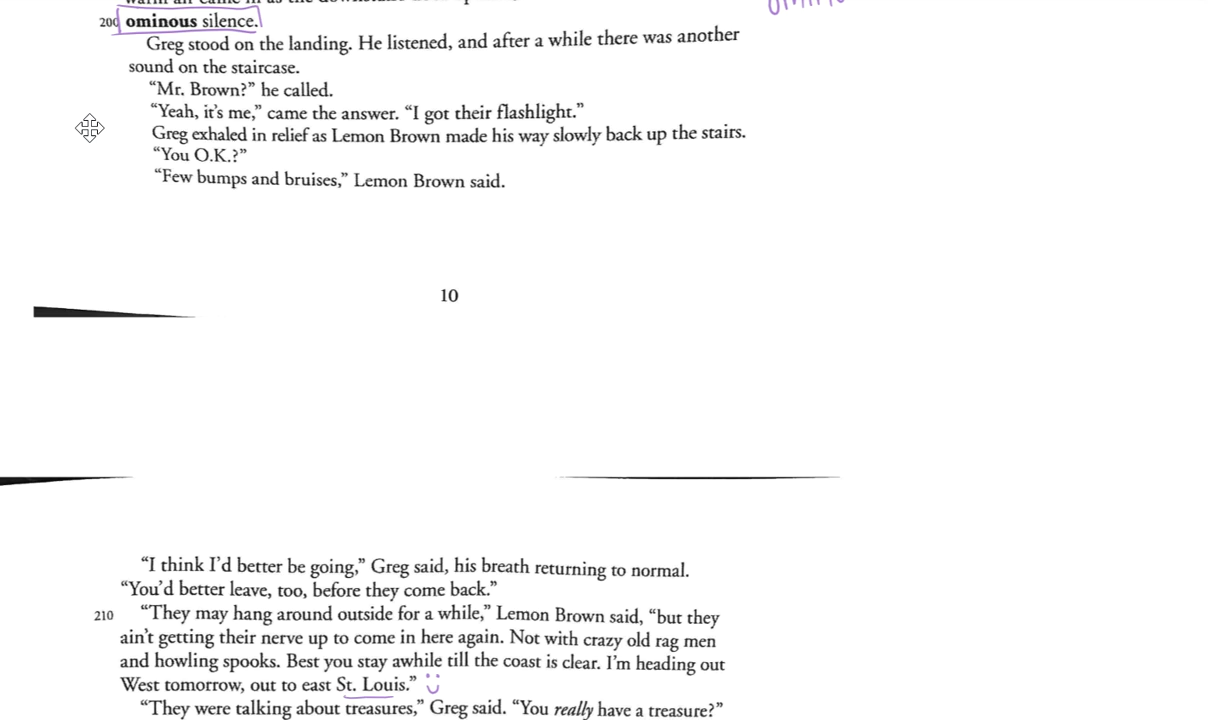 200 ominous silence.
Greg stood on the landing. He listened, and after a while there was another
sound on the staircase.
“Mr. Brown?” he called.
“Yeah, it’s me,” came the answer. “I got their flashlight.”
Greg exhaled in relief as Lemon Brown made his way slowly back up the stairs.
“You O.K.?”
“Few bumps and bruises,” Lemon Brown said.
10
“I think I’d better be going,” Greg said, his breath returning to normal.
“You’d better leave, too, before they come back.”
210 “They may hang around outside for a while,” Lemon Brown said, “but they
ain’t getting their nerve up to come in here again. Not with crazy old rag men
and howling spooks. Best you stay awhile till the coast is clear. I’m heading out
West tomorrow, out to east St. Louis.”
“They were talking about treasures,” Greg said. “You really have a treasure?”